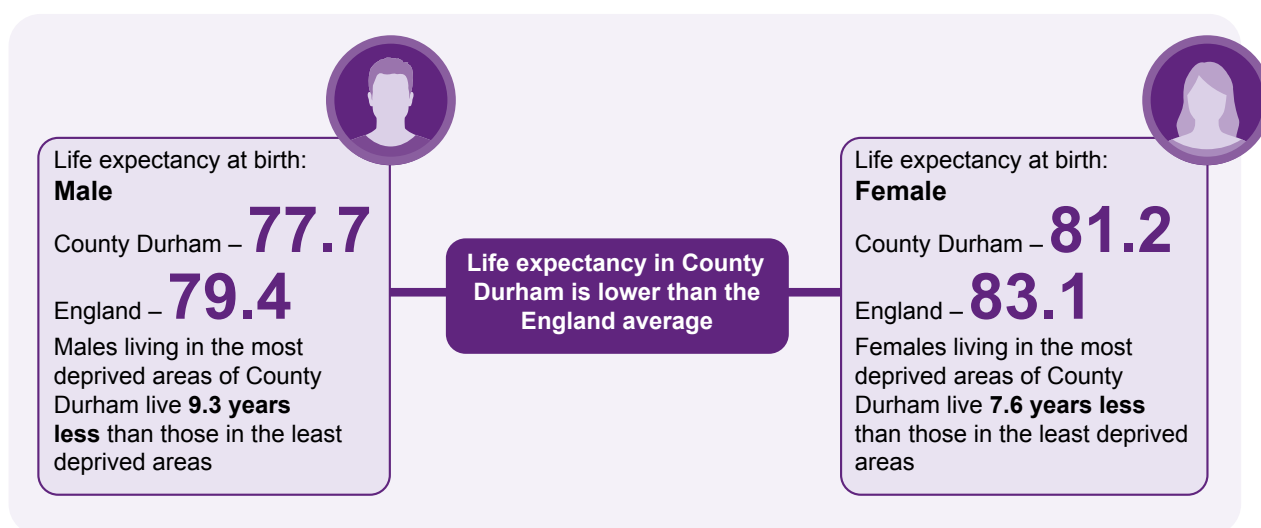 Life expectancy at birth:
Male
County Durham – 77.7
England – 79.4
Males living in the most
deprived areas of County
Durham live 9.3 years
less than those in the least
deprived areas
Life expectancy in County
Durham is lower than the
England average
Life expectancy at birth:
Female
County Durham – 81.2
England – 83.1
Females living in the most
deprived areas of County
Durham live 7.6 years less
than those in the least deprived
areas